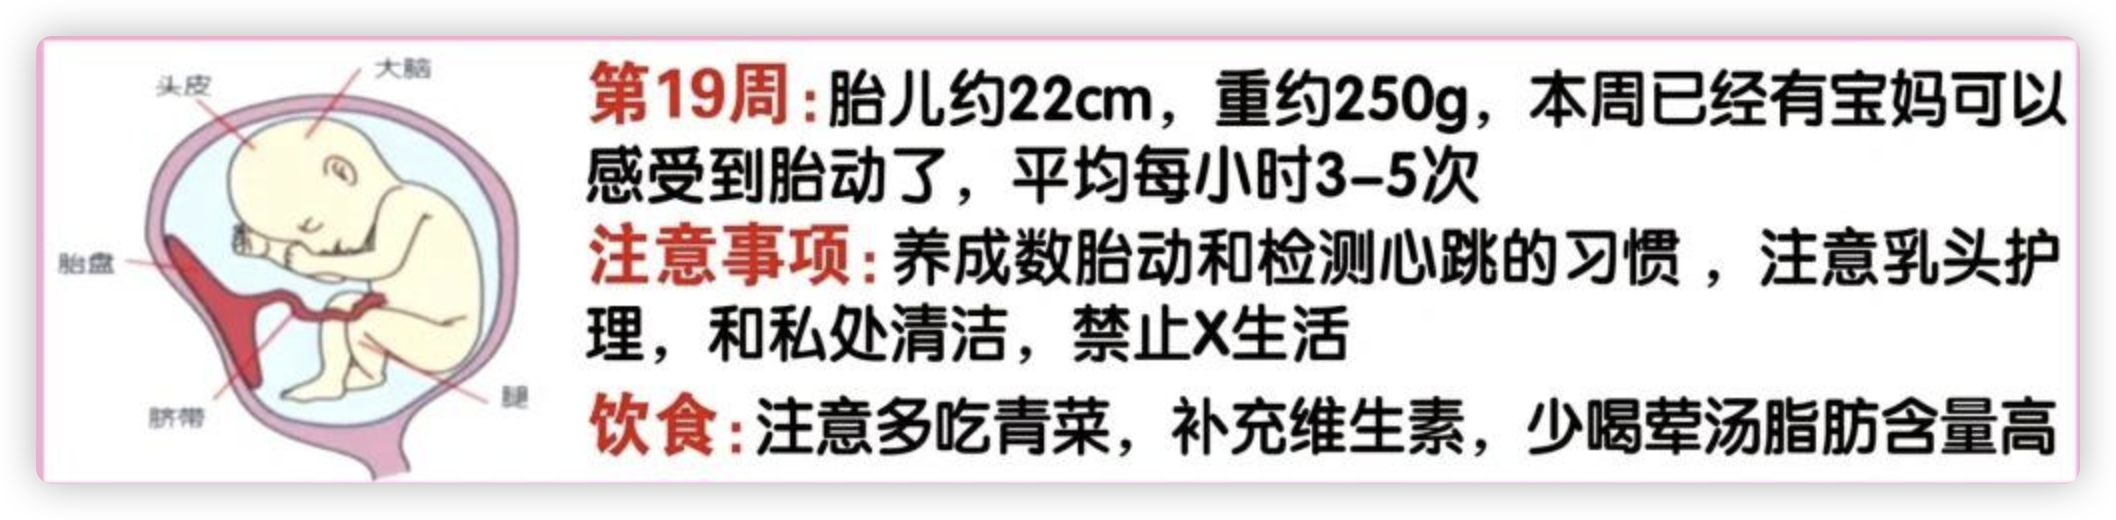 头皮
大脑
胎盘
脐带
腿
第19周:胎儿约22cm，重约250g，本周已经有宝妈可以
感受到胎动了，平均每小时3-5次
注意事项:养成数胎动和检测心跳的习惯，注意乳头护
理，和私处清洁，禁止X生活
饮食:注意多吃青菜，补充维生素，少喝荤汤脂肪含量高